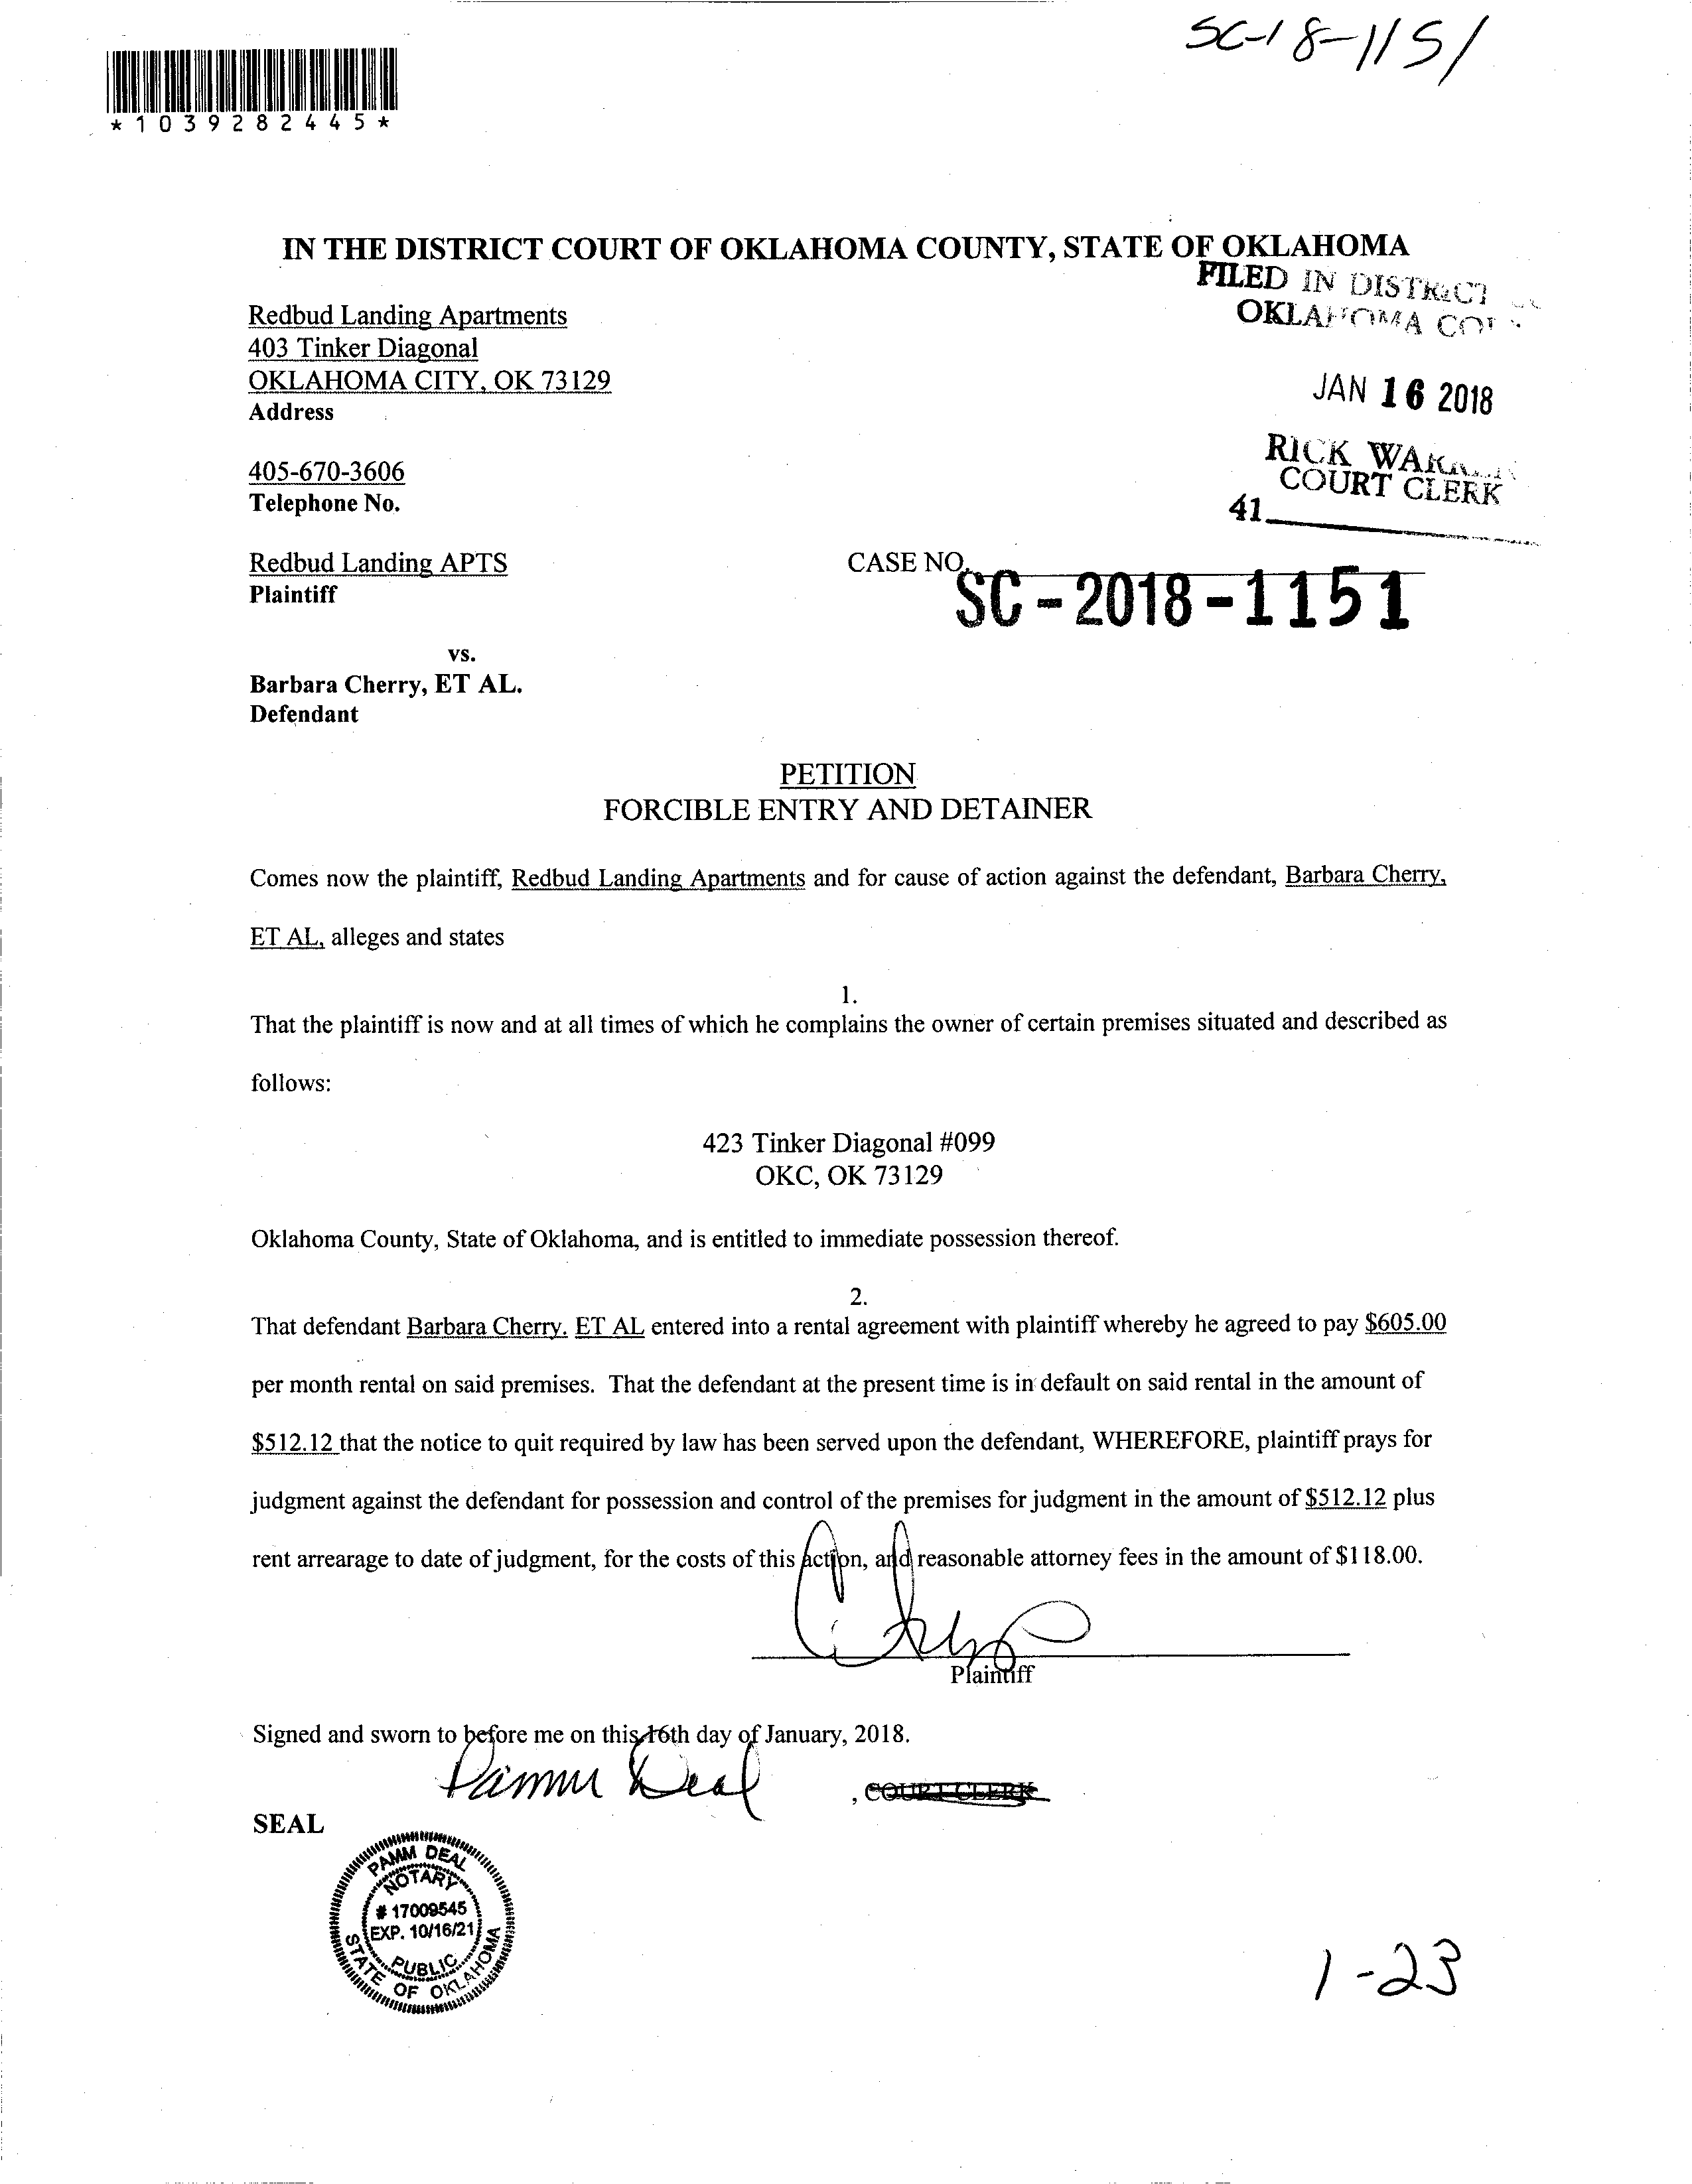 SC-18-1151
*1039282445*
IN THE DISTRICT COURT OF OKLAHOMA COUNTY, STATE OF OKLAHOMA
FILED IN DISTRICT
OKLAHOMA
Redbud Landing Apartments
403 Tinker Diagonal
OKLAHOMA CITY, OK 73129
Address
JAN 16 2018
RICK
COURT CLERK
41
405-670-3606
Telephone No.
Redbud Landing APTS
Plaintiff
CASE NO.
SC-2018-1151
vs.
Barbara Cherry, ET AL.
Defendant
PETITION
FORCIBLE ENTRY AND DETAINER
Comes now the plaintiff, Redbud Landing Apartments and for cause of action against the defendant, Barbara Cherry,
ET AL, alleges and states
1.
That the plaintiff is now and at all times of which he complains the owner of certain premises situated and described as
follows:
423 Tinker Diagonal #099
OKC, OK 73129
Oklahoma County, State of Oklahoma, and is entitled to immediate possession thereof.
2.
That defendant Barbara Cherry. ET AL entered into a rental agreement with plaintiff whereby he agreed to pay $605.00
per month rental on said premises. That the defendant at the present time is in default on said rental in the amount of
$512.12 that the notice to quit required by law has been served upon the defendant, WHEREFORE, plaintiff prays for
judgment against the defendant for possession and control of the premises for judgment in the amount of $512.12 plus
rent arrearage to date of judgment, for the costs of this action, and reasonable attorney fees in the amount of $118.00.
Plaintiff
Signed and sworn to before me on this 16th day of January, 2018.
Pamm Deal
, COURT CLERK
SEAL
PAMM DEAL
NOTARY
# 17009545
EXP. 10/16/21
PUBLIC
STATE OF OKLAHOMA
1-23